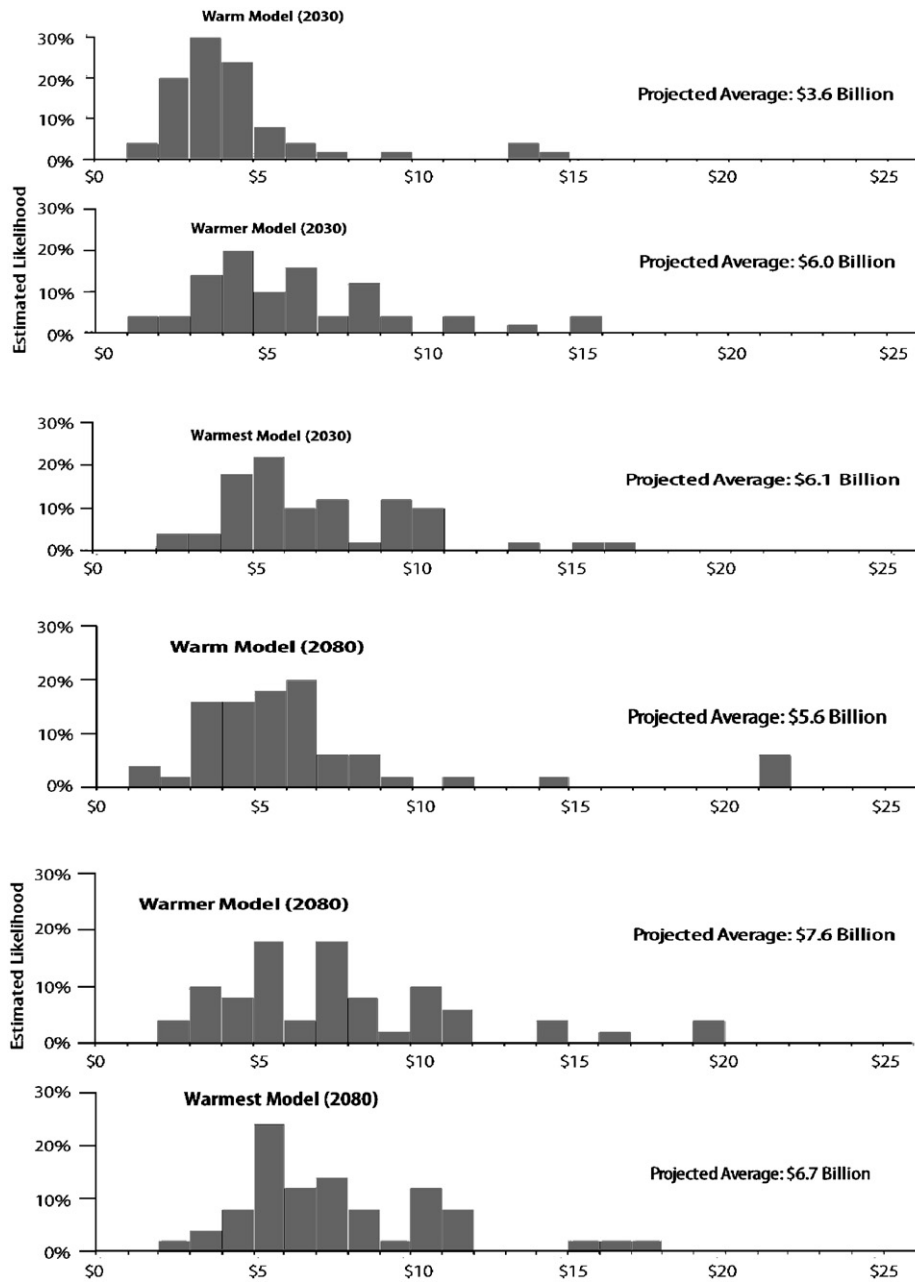 Warm Model (2030)
30%
20%
10%
0%
Projected Average: $3.6 Billion
$0 $5 $10 $15 $20 $25
Estimated Likelihood
Warmer Model (2030)
30%
20%
10%
0%
Projected Average: $6.0 Billion
$0 $5 $10 $15 $20 $25
Warmest Model (2030)
30%
20%
10%
0%
Projected Average: $6.1 Billion
$0 $5 $10 $15 $20 $25
Warm Model (2080)
30%
20%
10%
0%
Projected Average: $5.6 Billion
$0 $5 $10 $15 $20 $25
Estimated Likelihood
Warmer Model (2080)
30%
20%
10%
0%
Projected Average: $7.6 Billion
$0 $5 $10 $15 $20 $25
Warmest Model (2080)
30%
20%
10%
0%
Projected Average: $6.7 Billion
$0 $5 $10 $15 $20 $25